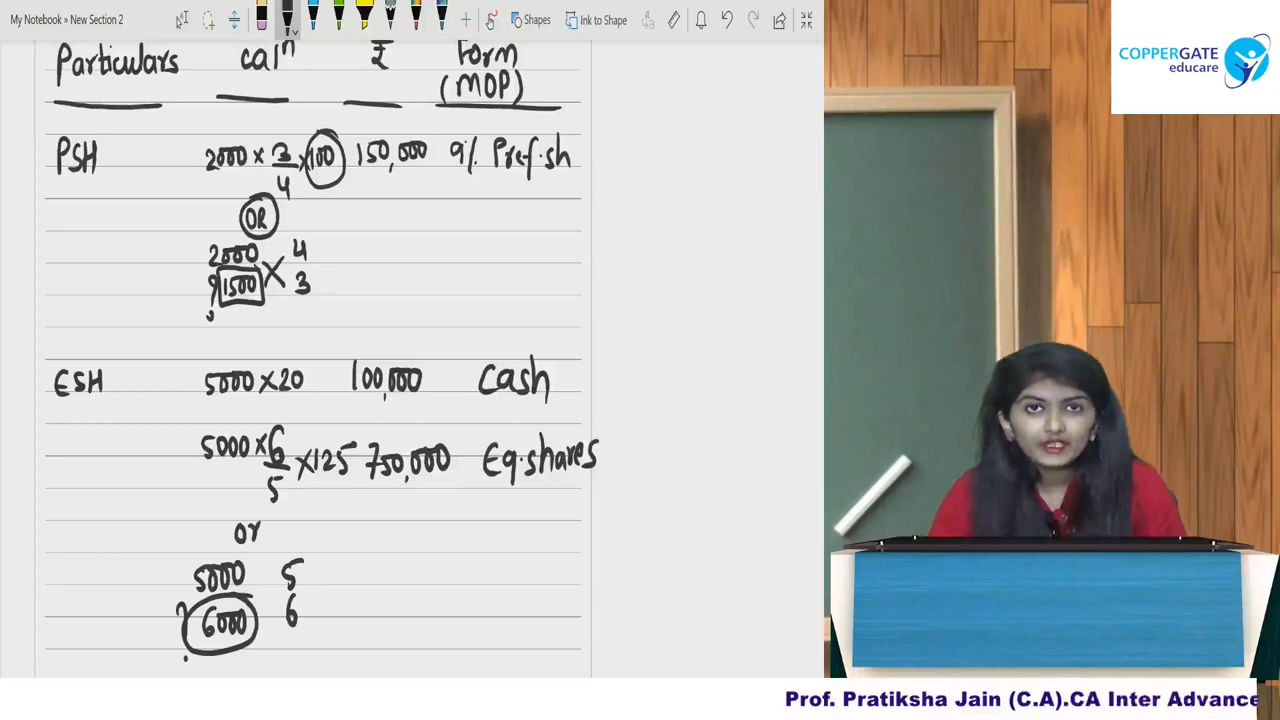 My Notebook » New Section 2
Shapes
Ink to Shape
COPPERGATE
educare
Particulars calⁿ ₹ Form
(MOP)
PSH 2000 × 3/4 × 100 150,000 9% Pref.sh
OR
2000 4
? 1500 × 3
ESH 5000 × 20 100,000 Cash
5000 × 6/5 × 125 750,000 Eq.shares
or
5000 5
? 6000 6
Prof. Pratiksha Jain (C.A).CA Inter Advance